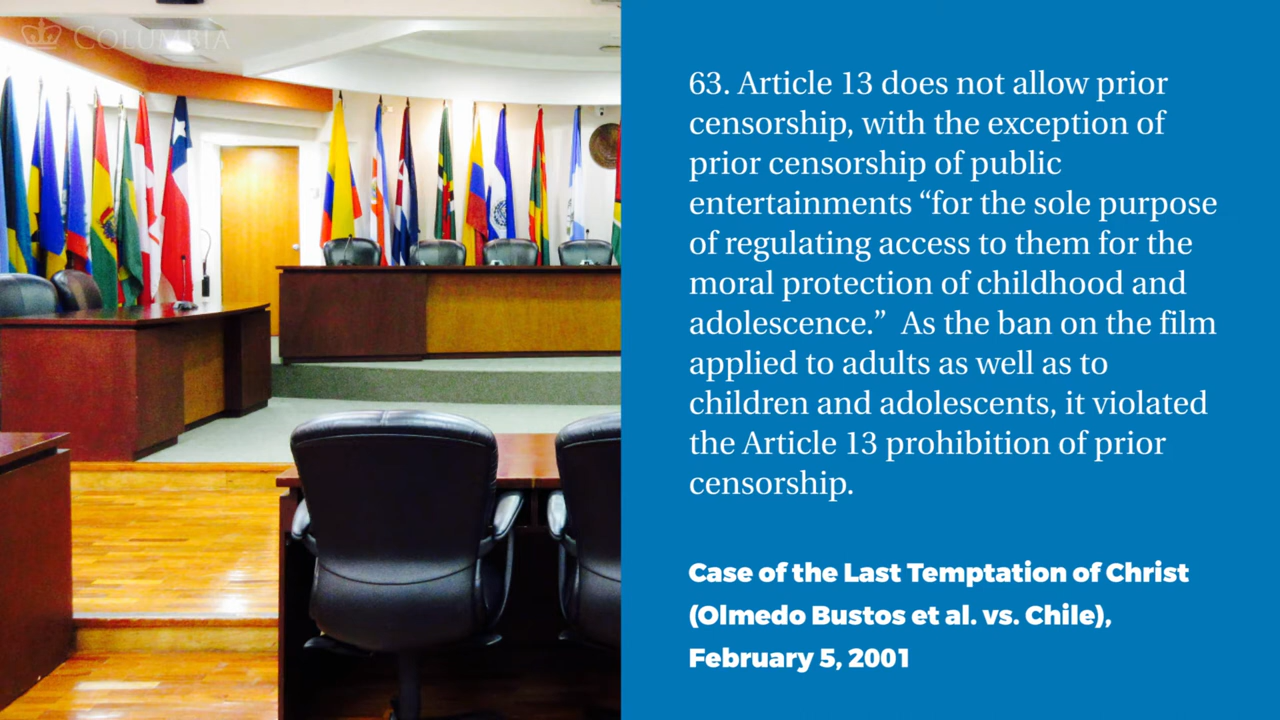 COLUMBIA
63. Article 13 does not allow prior
censorship, with the exception of
prior censorship of public
entertainments “for the sole purpose
of regulating access to them for the
moral protection of childhood and
adolescence.”  As the ban on the film
applied to adults as well as to
children and adolescents, it violated
the Article 13 prohibition of prior
censorship.
Case of the Last Temptation of Christ
(Olmedo Bustos et al. vs. Chile),
February 5, 2001